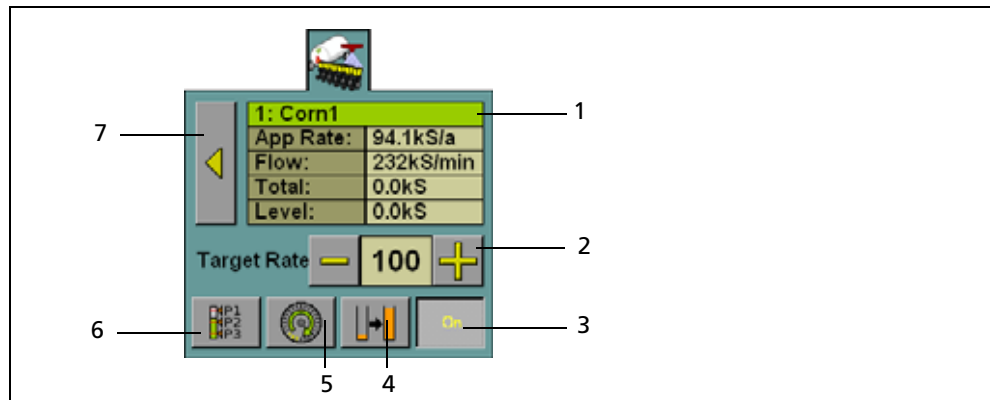 1: Corn1
App Rate: 94.1kS/a
Flow: 232kS/min
Total: 0.0kS
Level: 0.0kS
Target Rate 100
P1
P2
P3
On
1
2
3
4
5
6
7